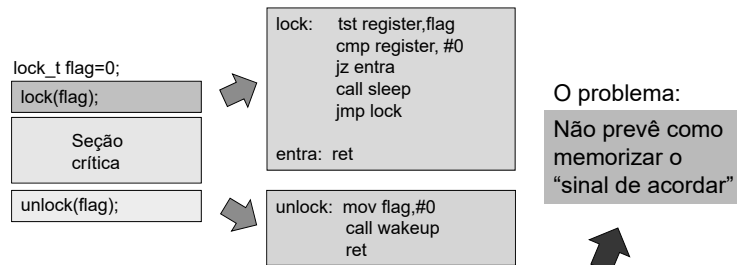 lock_t flag=0;
lock(flag);
Seção
crítica
unlock(flag);
lock: tst register,flag
cmp register, #0
jz entra
call sleep
jmp lock
entra: ret
unlock: mov flag,#0
call wakeup
ret
O problema:
Não prevê como
memorizar o
“sinal de acordar”